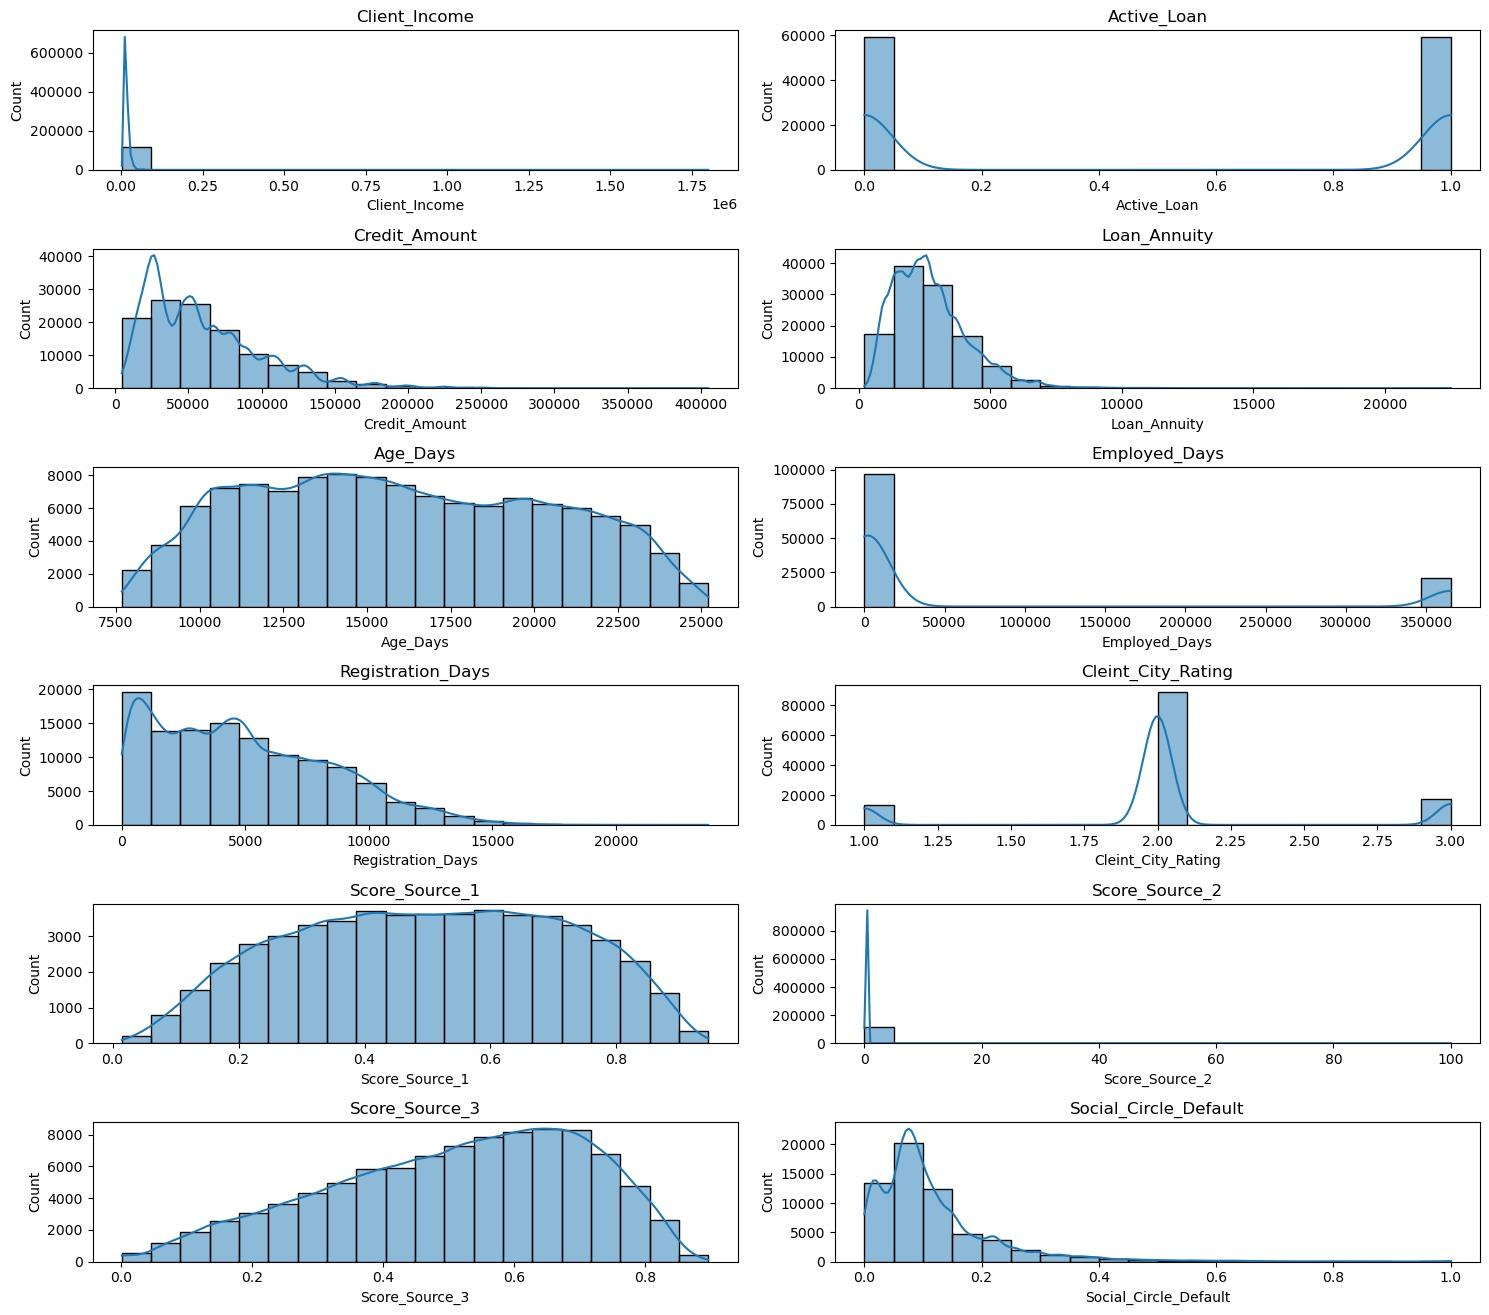 Client_Income
Count
600000
400000
200000
0
0.00 0.25 0.50 0.75 1.00 1.25 1.50 1.75
1e6
Client_Income
Active_Loan
Count
60000
40000
20000
0
0.0 0.2 0.4 0.6 0.8 1.0
Active_Loan
Credit_Amount
Count
40000
30000
20000
10000
0
0 50000 100000 150000 200000 250000 300000 350000 400000
Credit_Amount
Loan_Annuity
Count
40000
30000
20000
10000
0
0 5000 10000 15000 20000
Loan_Annuity
Age_Days
Count
8000
6000
4000
2000
0
7500 10000 12500 15000 17500 20000 22500 25000
Age_Days
Employed_Days
Count
100000
75000
50000
25000
0
0 50000 100000 150000 200000 250000 300000 350000
Employed_Days
Registration_Days
Count
20000
15000
10000
5000
0
0 5000 10000 15000 20000
Registration_Days
Cleint_City_Rating
Count
80000
60000
40000
20000
0
1.00 1.25 1.50 1.75 2.00 2.25 2.50 2.75 3.00
Cleint_City_Rating
Score_Source_1
Count
3000
2000
1000
0
0.0 0.2 0.4 0.6 0.8
Score_Source_1
Score_Source_2
Count
800000
600000
400000
200000
0
0 20 40 60 80 100
Score_Source_2
Score_Source_3
Count
8000
6000
4000
2000
0
0.0 0.2 0.4 0.6 0.8
Score_Source_3
Social_Circle_Default
Count
20000
15000
10000
5000
0
0.0 0.2 0.4 0.6 0.8 1.0
Social_Circle_Default